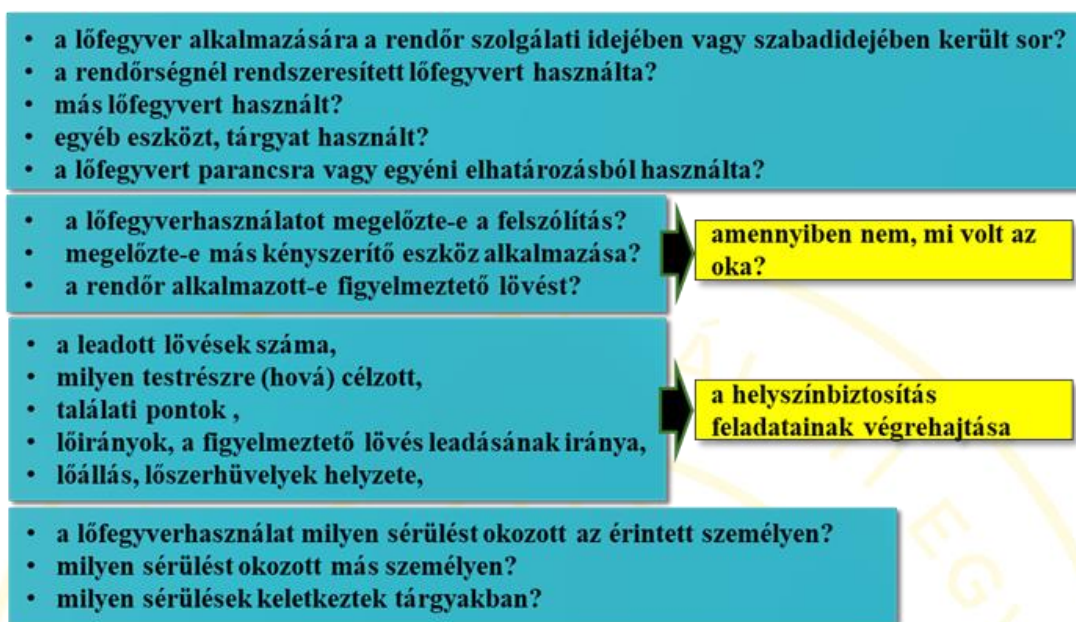 • a lőfegyver alkalmazására a rendőr szolgálati idejében vagy szabadidejében került sor?
• a rendőrségnél rendszeresített lőfegyvert használta?
• más lőfegyvert használt?
• egyéb eszközt, tárgyat használt?
• a lőfegyvert parancsra vagy egyéni elhatározásból használta?
• a lőfegyverhasználatot megelőzte-e a felszólítás?
• megelőzte-e más kényszerítő eszköz alkalmazása?
• a rendőr alkalmazott-e figyelmeztető lövést?
amennyiben nem, mi volt az
oka?
• a leadott lövések száma,
• milyen testrészre (hová) célzott,
• találati pontok ,
• lőirányok, a figyelmeztető lövés leadásának iránya,
• lőállás, lőszerhüvelyek helyzete,
a helyszínbiztosítás
feladatainak végrehajtása
• a lőfegyverhasználat milyen sérülést okozott az érintett személyen?
• milyen sérülést okozott más személyen?
• milyen sérülések keletkeztek tárgyakban?